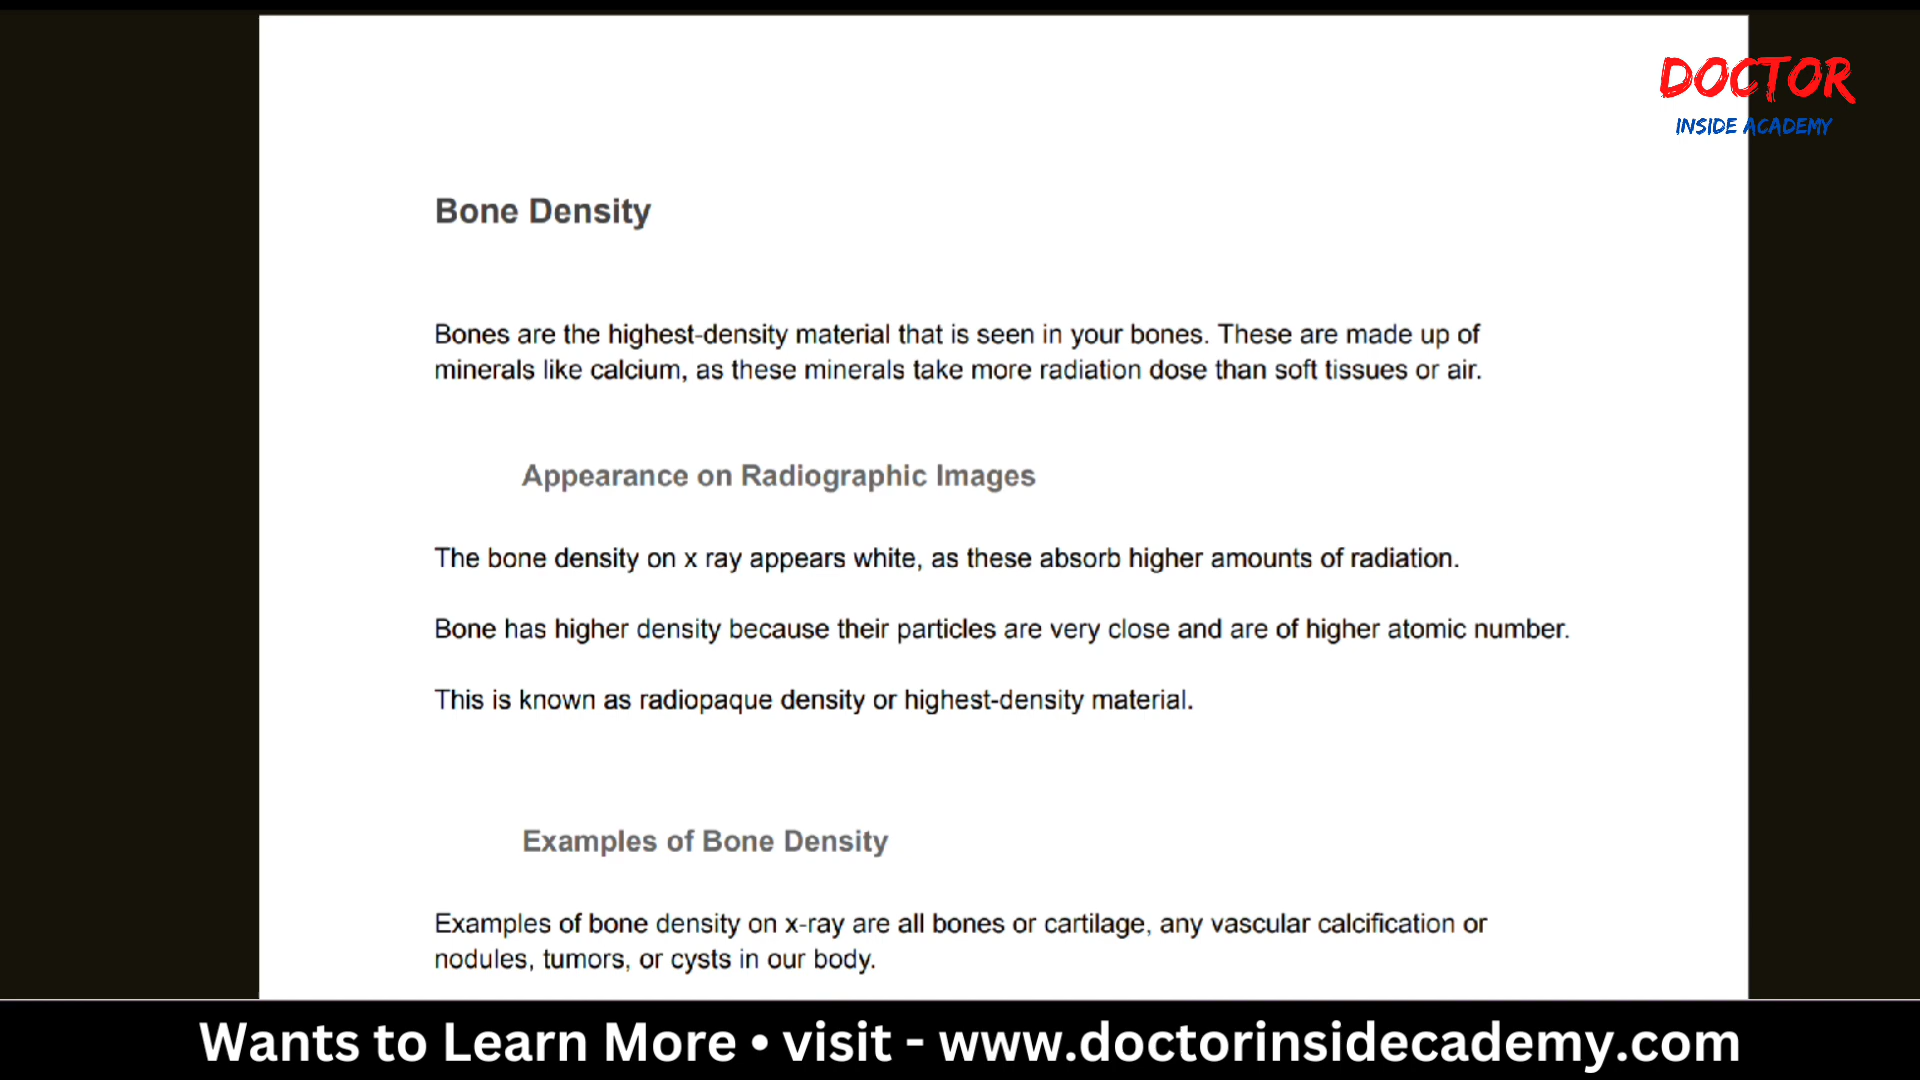 DOCTOR
INSIDE ACADEMY
Bone Density
Bones are the highest-density material that is seen in your bones. These are made up of
minerals like calcium, as these minerals take more radiation dose than soft tissues or air.
Appearance on Radiographic Images
The bone density on x ray appears white, as these absorb higher amounts of radiation.
Bone has higher density because their particles are very close and are of higher atomic number.
This is known as radiopaque density or highest-density material.
Examples of Bone Density
Examples of bone density on x-ray are all bones or cartilage, any vascular calcification or
nodules, tumors, or cysts in our body.
Wants to Learn More • visit - www.doctorinsidecademy.com